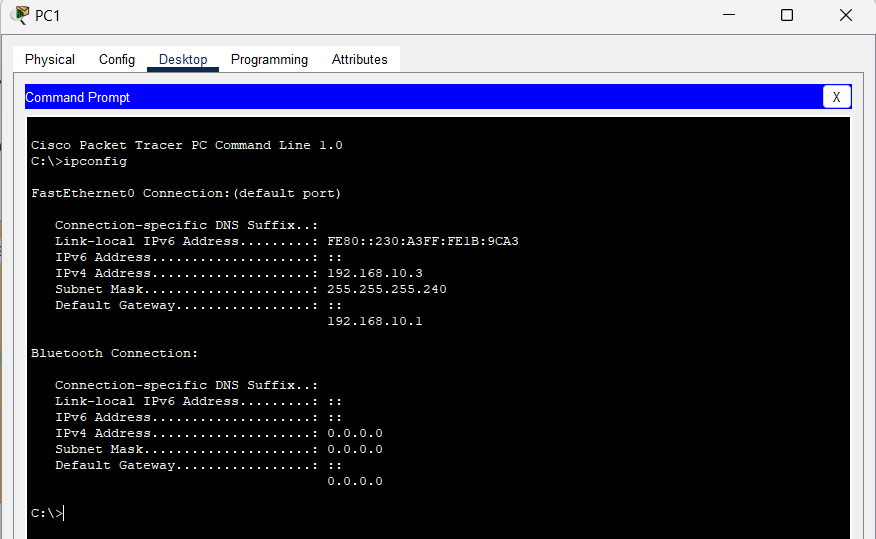 PC1
Physical Config Desktop Programming Attributes
Command Prompt
X
Cisco Packet Tracer PC Command Line 1.0
C:\>ipconfig
FastEthernet0 Connection:(default port)
Connection-specific DNS Suffix..:
Link-local IPv6 Address.........: FE80::230:A3FF:FE1B:9CA3
IPv6 Address....................: ::
IPv4 Address....................: 192.168.10.3
Subnet Mask.....................: 255.255.255.240
Default Gateway.................: ::
192.168.10.1
Bluetooth Connection:
Connection-specific DNS Suffix..:
Link-local IPv6 Address.........: ::
IPv6 Address....................: ::
IPv4 Address....................: 0.0.0.0
Subnet Mask.....................: 0.0.0.0
Default Gateway.................: ::
0.0.0.0
C:\>